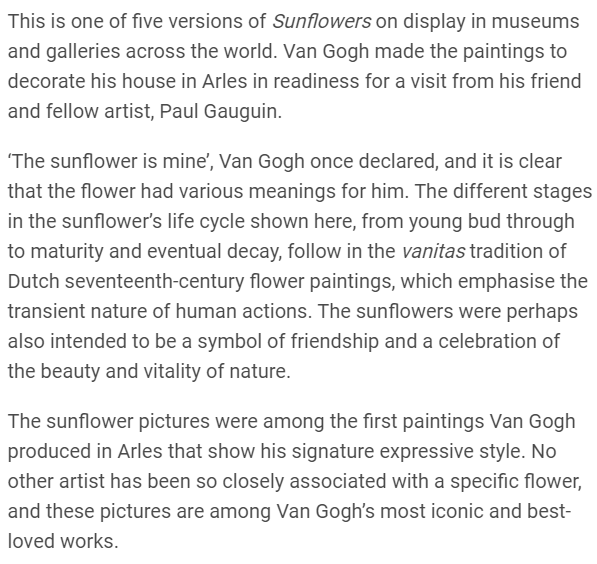 This is one of five versions of Sunflowers on display in museums
and galleries across the world. Van Gogh made the paintings to
decorate his house in Arles in readiness for a visit from his friend
and fellow artist, Paul Gauguin.
‘The sunflower is mine’, Van Gogh once declared, and it is clear
that the flower had various meanings for him. The different stages
in the sunflower’s life cycle shown here, from young bud through
to maturity and eventual decay, follow in the vanitas tradition of
Dutch seventeenth-century flower paintings, which emphasise the
transient nature of human actions. The sunflowers were perhaps
also intended to be a symbol of friendship and a celebration of
the beauty and vitality of nature.
The sunflower pictures were among the first paintings Van Gogh
produced in Arles that show his signature expressive style. No
other artist has been so closely associated with a specific flower,
and these pictures are among Van Gogh’s most iconic and best-
loved works.